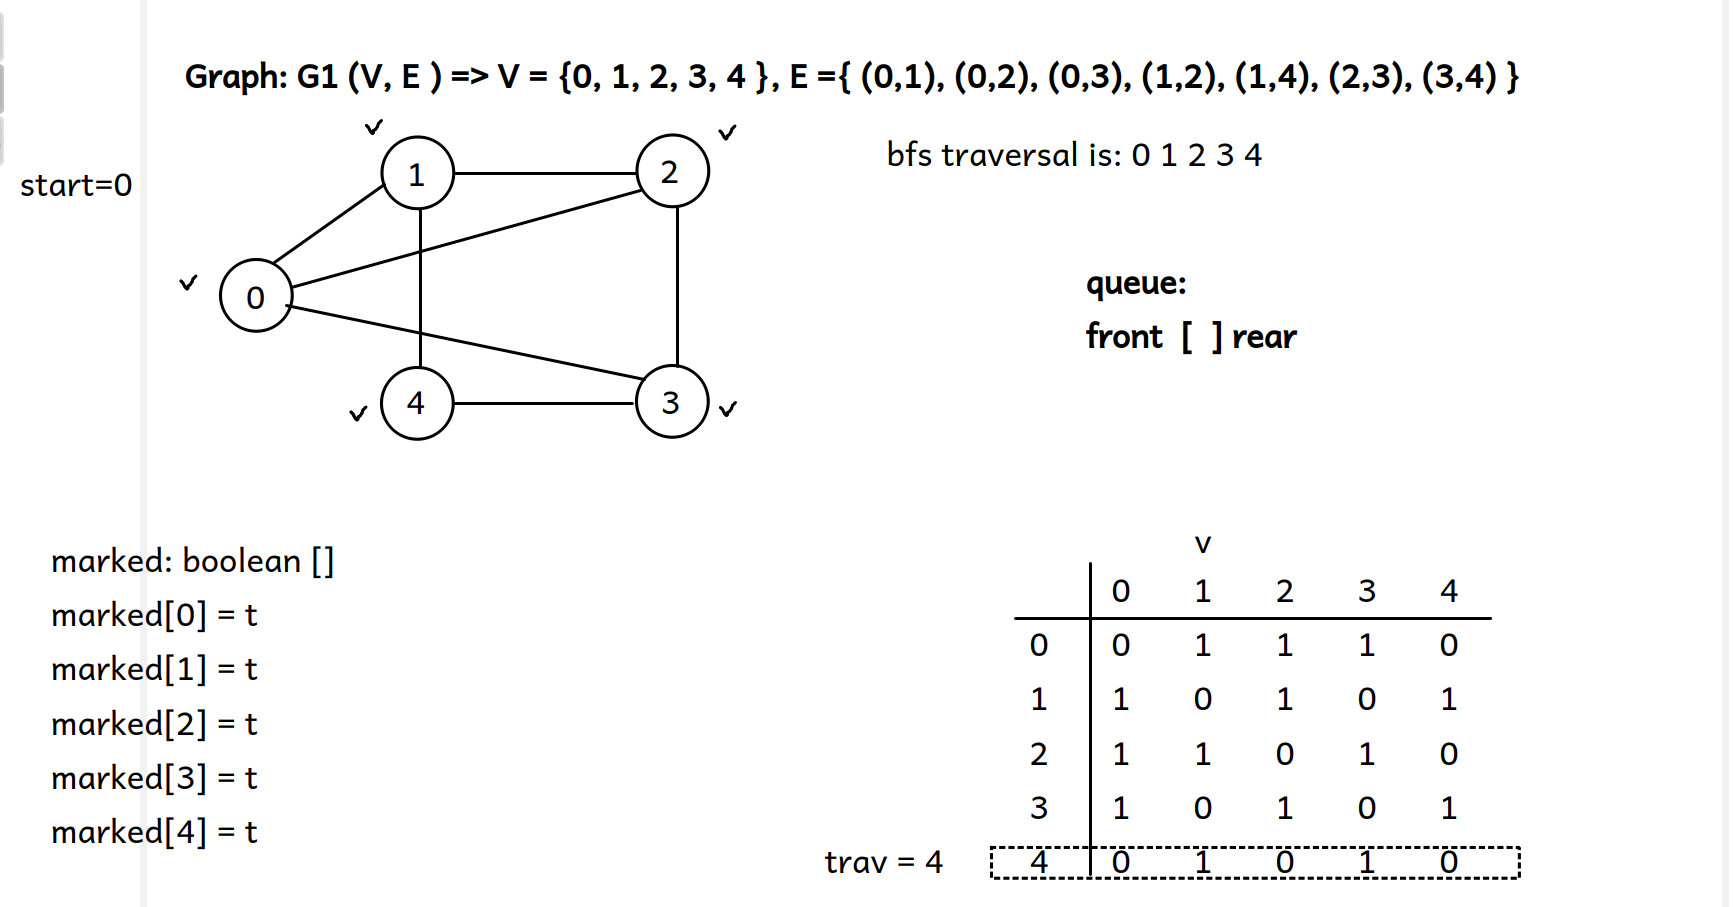 Graph: G1 (V, E ) => V = {0, 1, 2, 3, 4 }, E ={ (0,1), (0,2), (0,3), (1,2), (1,4), (2,3), (3,4) }
bfs traversal is: 0 1 2 3 4
start=0
1
2
0
4
3
queue:
front [ ] rear
marked: boolean []
marked[0] = t
marked[1] = t
marked[2] = t
marked[3] = t
marked[4] = t
v
0 1 2 3 4
0 0 1 1 1 0
1 1 0 1 0 1
2 1 1 0 1 0
3 1 0 1 0 1
trav = 4 4 0 1 0 1 0